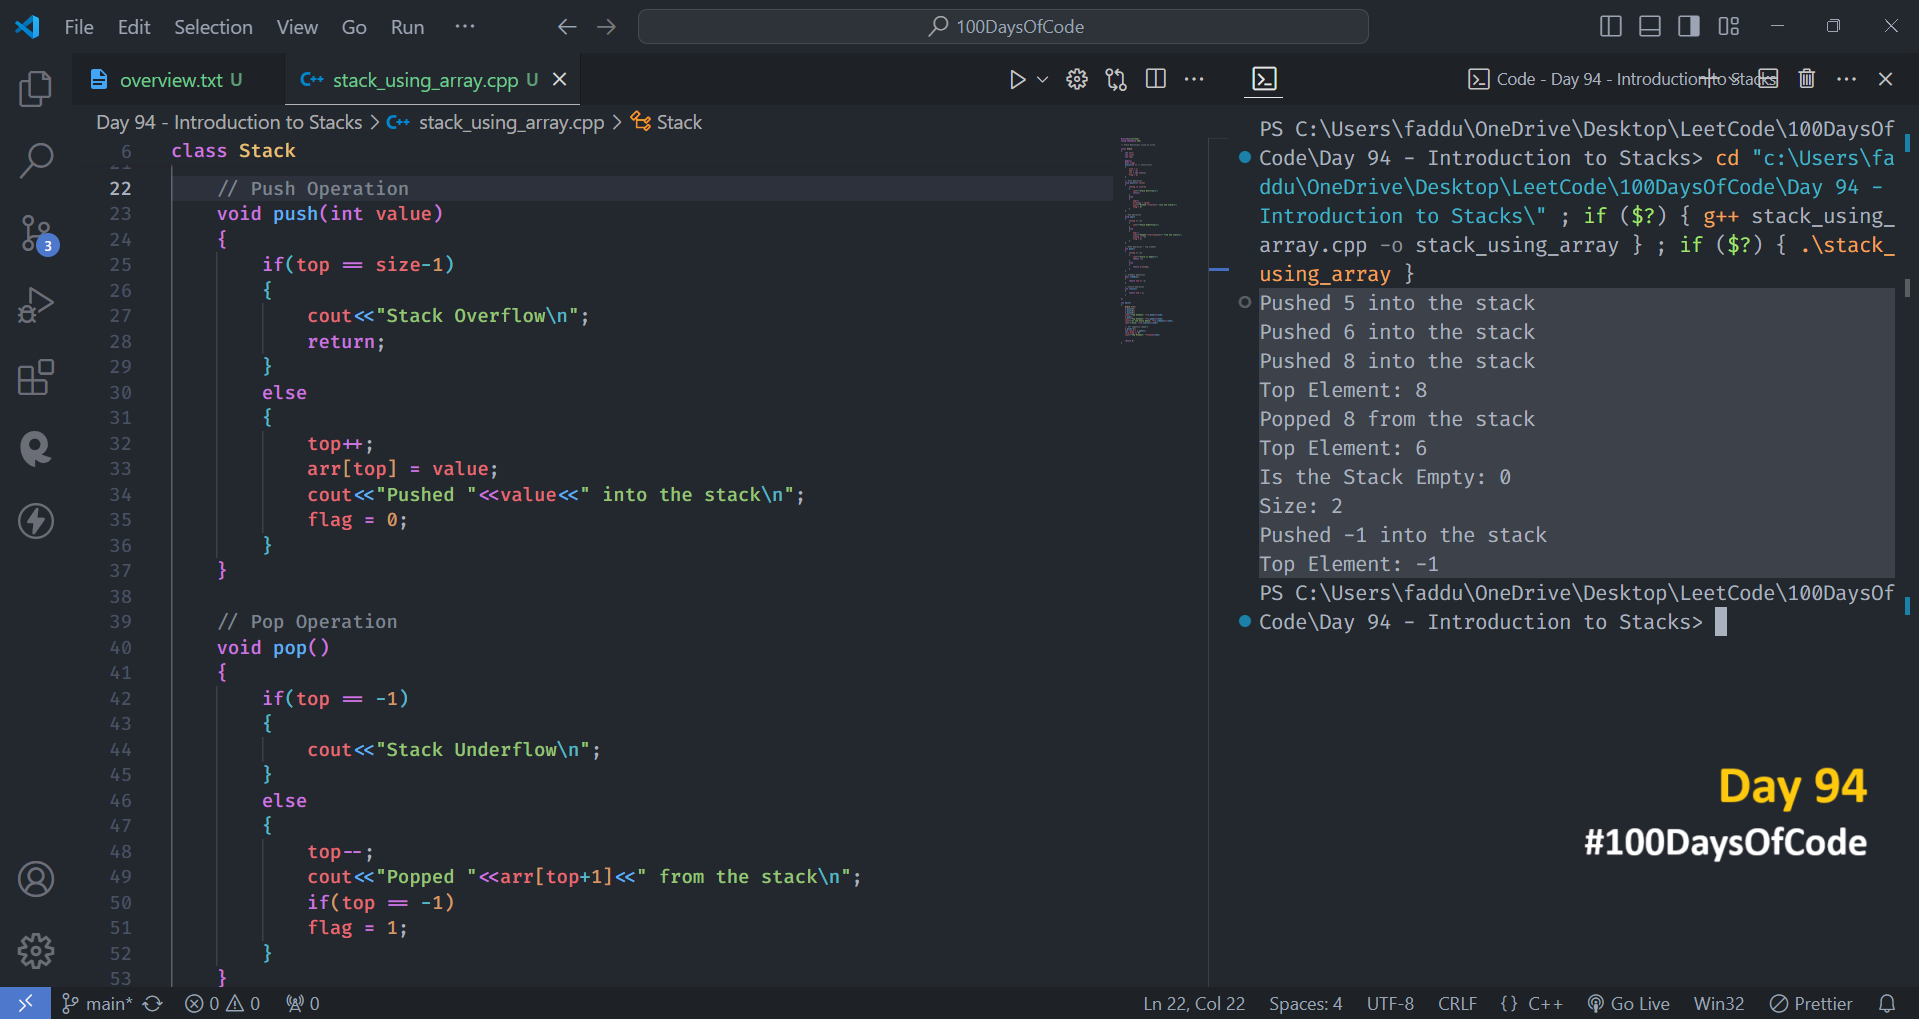 File Edit Selection View Go Run ··· 100DaysOfCode
overview.txt U stack_using_array.cpp U
Day 94 - Introduction to Stacks > stack_using_array.cpp > Stack
6 class Stack
22 // Push Operation
23 void push(int value)
24 {
25 if(top == size-1)
26 {
27 cout<<"Stack Overflow\n";
28 return;
29 }
30 else
31 {
32 top++;
33 arr[top] = value;
34 cout<<"Pushed "<<value<<" into the stack\n";
35 flag = 0;
36 }
37 }
38
39 // Pop Operation
40 void pop()
41 {
42 if(top == -1)
43 {
44 cout<<"Stack Underflow\n";
45 }
46 else
47 {
48 top--;
49 cout<<"Popped "<<arr[top+1]<<" from the stack\n";
50 if(top == -1)
51 flag = 1;
52 }
53 }
3
Code - Day 94 - Introduction to Stacks
PS C:\Users\faddu\OneDrive\Desktop\LeetCode\100DaysOf
Code\Day 94 - Introduction to Stacks> cd "c:\Users\fa
ddu\OneDrive\Desktop\LeetCode\100DaysOfCode\Day 94 -
Introduction to Stacks\" ; if ($?) { g++ stack_using_
array.cpp -o stack_using_array } ; if ($?) { .\stack_
using_array }
Pushed 5 into the stack
Pushed 6 into the stack
Pushed 8 into the stack
Top Element: 8
Popped 8 from the stack
Top Element: 6
Is the Stack Empty: 0
Size: 2
Pushed -1 into the stack
Top Element: -1
PS C:\Users\faddu\OneDrive\Desktop\LeetCode\100DaysOf
Code\Day 94 - Introduction to Stacks>
Day 94
#100DaysOfCode
main* 0 0 0 Ln 22, Col 22 Spaces: 4 UTF-8 CRLF {} C++ Go Live Win32 Prettier